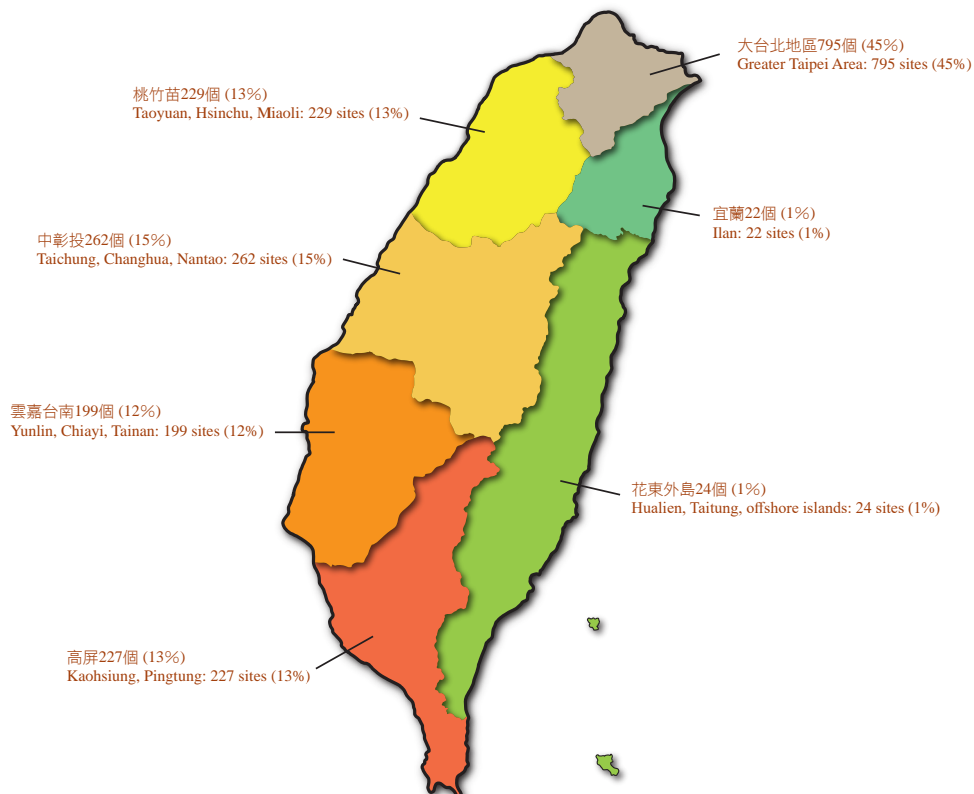 大台北地區795個 (45%)
Greater Taipei Area: 795 sites (45%)
桃竹苗229個 (13%)
Taoyuan, Hsinchu, Miaoli: 229 sites (13%)
宜蘭22個 (1%)
Ilan: 22 sites (1%)
中彰投262個 (15%)
Taichung, Changhua, Nantao: 262 sites (15%)
雲嘉台南199個 (12%)
Yunlin, Chiayi, Tainan: 199 sites (12%)
花東外島24個 (1%)
Hualien, Taitung, offshore islands: 24 sites (1%)
高屏227個 (13%)
Kaohsiung, Pingtung: 227 sites (13%)